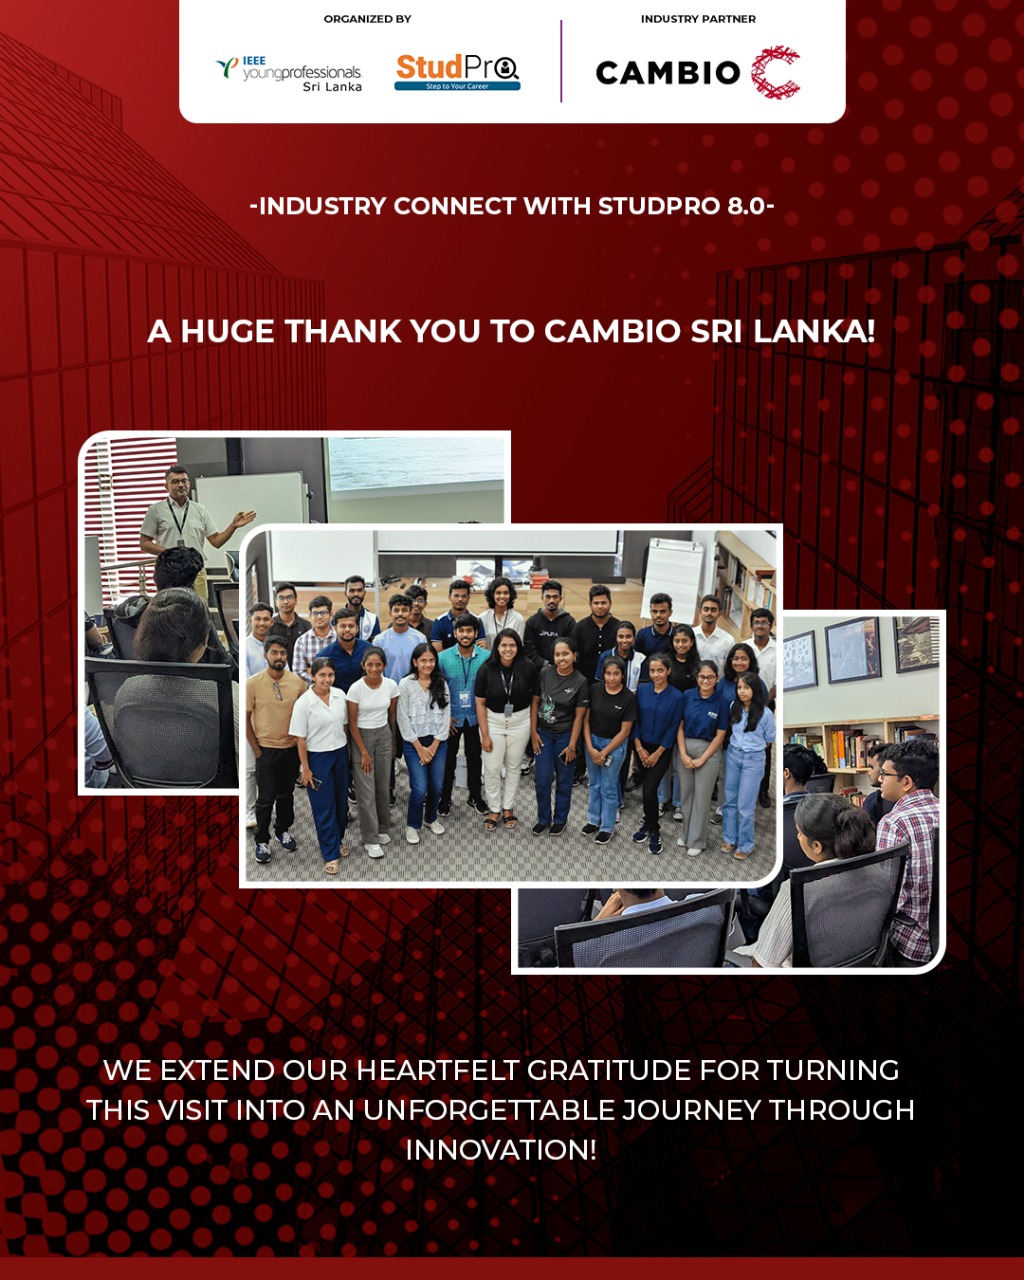 ORGANIZED BY
INDUSTRY PARTNER
IEEE
youngprofessionals
Sri Lanka
StudPro
Step to Your Career
CAMBIO
-INDUSTRY CONNECT WITH STUDPRO 8.0-
A HUGE THANK YOU TO CAMBIO SRI LANKA!
WE EXTEND OUR HEARTFELT GRATITUDE FOR TURNING
THIS VISIT INTO AN UNFORGETTABLE JOURNEY THROUGH
INNOVATION!